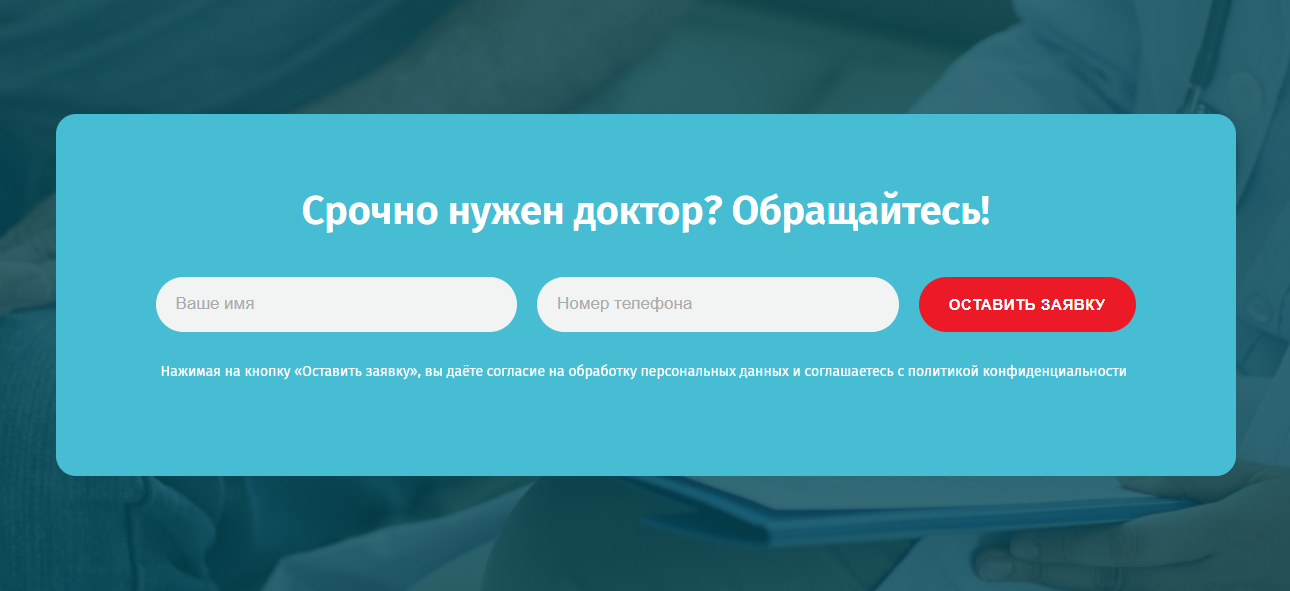 Срочно нужен доктор? Обращайтесь!
Ваше имя
Номер телефона
ОСТАВИТЬ ЗАЯВКУ
Нажимая на кнопку «Оставить заявку», вы даёте согласие на обработку персональных данных и соглашаетесь с политикой конфиденциальности